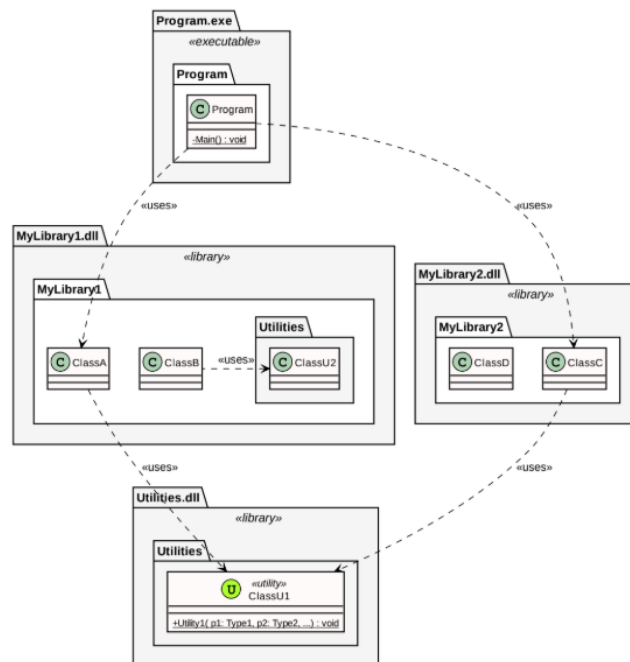 Program.exe
«executable»
Program
C Program
-Main() : void
«uses»
«uses»
MyLibrary1.dll
«library»
MyLibrary1
MyLibrary2.dll
«library»
MyLibrary2
Utilities
C ClassA
C ClassB
«uses»
C ClassU2
C ClassD
C ClassC
«uses»
«uses»
Utilities.dll
«library»
Utilities
U «utility»
ClassU1
+Utility1( p1: Type1, p2: Type2, ...) : void